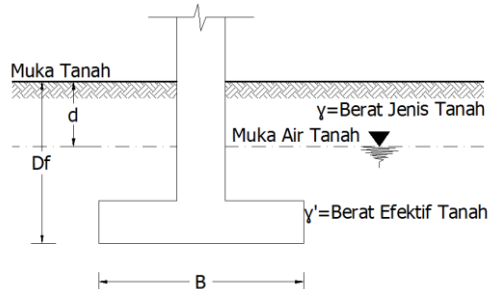 Muka Tanah
d
ɣ=Berat Jenis Tanah
Muka Air Tanah
Df
ɣ'=Berat Efektif Tanah
B